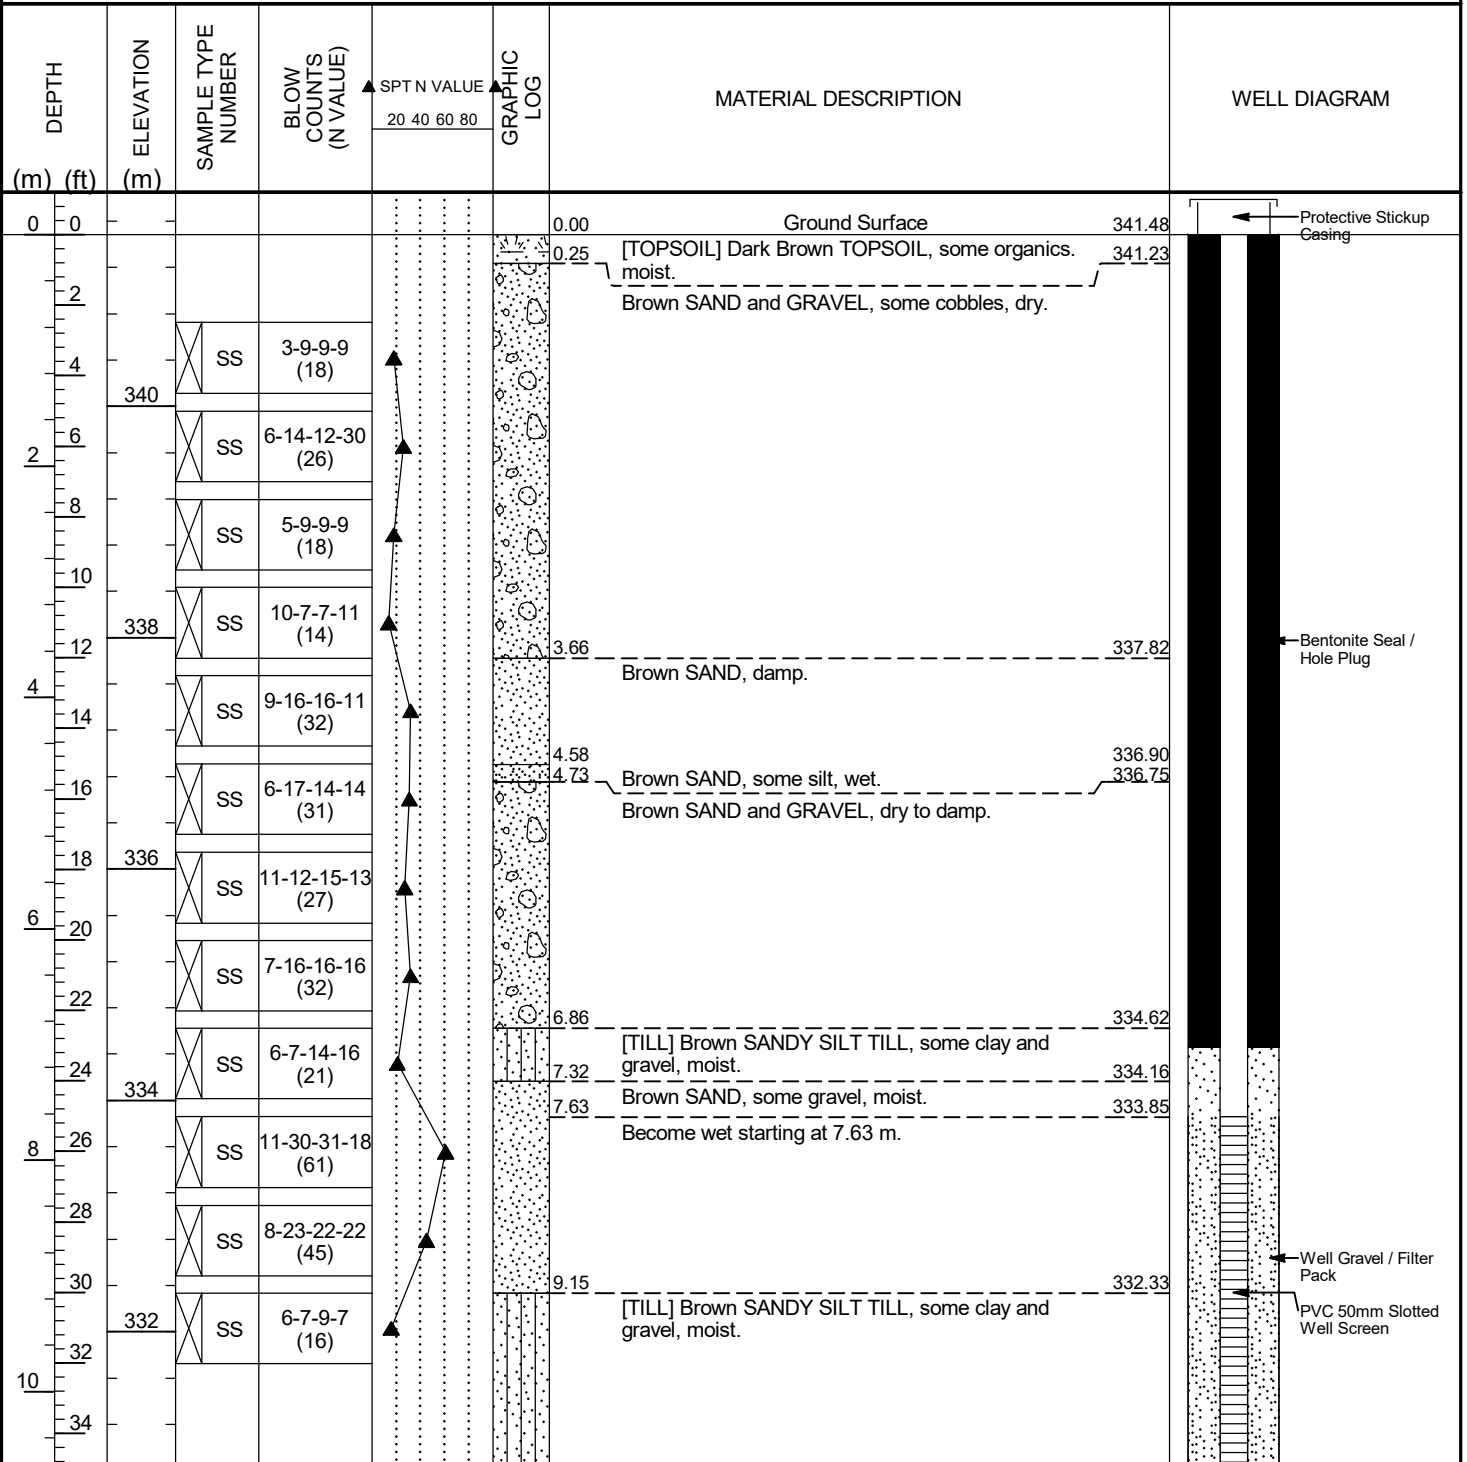 DEPTH
(m) (ft)
ELEVATION
(m)
SAMPLE TYPE
NUMBER
BLOW
COUNTS
(N VALUE)
SPT N VALUE
20 40 60 80
GRAPHIC
LOG
MATERIAL DESCRIPTION
WELL DIAGRAM
0 0
0.00 Ground Surface 341.48
Protective Stickup
Casing
0.25 [TOPSOIL] Dark Brown TOPSOIL, some organics. 341.23
moist.
2
Brown SAND and GRAVEL, some cobbles, dry.
SS 3-9-9-9
(18)
4
340
SS 6-14-12-30
(26)
6
2
8
SS 5-9-9-9
(18)
10
SS 10-7-7-11
(14)
338
12
3.66 337.82
Bentonite Seal /
Hole Plug
Brown SAND, damp.
4
SS 9-16-16-11
(32)
14
4.58 336.90
4.73 Brown SAND, some silt, wet. 336.75
16
SS 6-17-14-14
(31)
Brown SAND and GRAVEL, dry to damp.
18
336
SS 11-12-15-13
(27)
6
20
SS 7-16-16-16
(32)
22
6.86 334.62
[TILL] Brown SANDY SILT TILL, some clay and
gravel, moist.
SS 6-7-14-16
(21)
24
7.32 334.16
334
Brown SAND, some gravel, moist.
7.63 333.85
Become wet starting at 7.63 m.
8
26
SS 11-30-31-18
(61)
28
SS 8-23-22-22
(45)
Well Gravel / Filter
Pack
30
9.15 332.33
[TILL] Brown SANDY SILT TILL, some clay and
gravel, moist.
PVC 50mm Slotted
Well Screen
332
SS 6-7-9-7
(16)
32
10
34